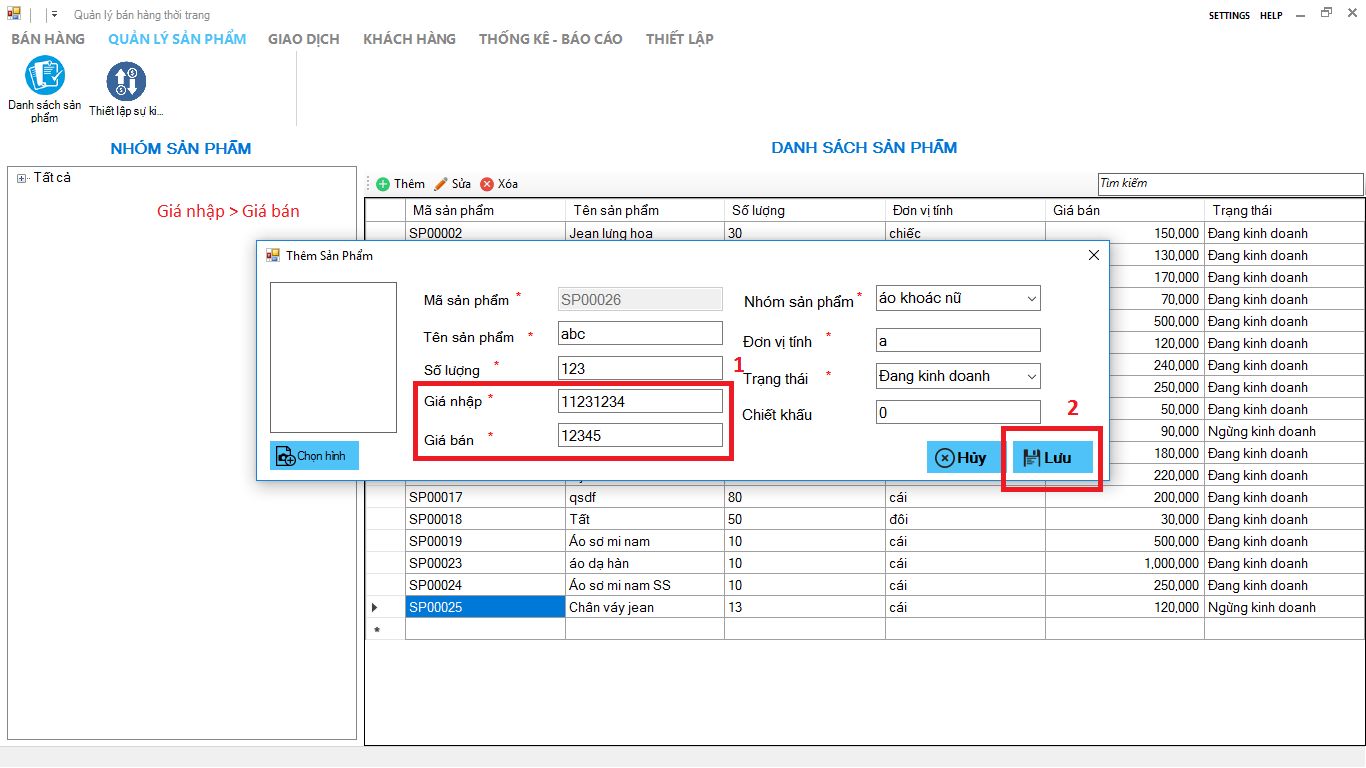 Quản lý bán hàng thời trang
SETTINGS HELP
BÁN HÀNG QUẢN LÝ SẢN PHẨM GIAO DỊCH KHÁCH HÀNG THỐNG KÊ - BÁO CÁO THIẾT LẬP
Danh sách sản
phẩm
Thiết lập sự ki...
NHÓM SẢN PHẨM
Tất cả
Giá nhập > Giá bán
DANH SÁCH SẢN PHẨM
Thêm Sửa Xóa
Tìm kiếm
Mã sản phẩm Tên sản phẩm Số lượng Đơn vị tính Giá bán Trạng thái
SP00002 Jean lưng hoa 30 chiếc 150,000 Đang kinh doanh
130,000 Đang kinh doanh
170,000 Đang kinh doanh
70,000 Đang kinh doanh
500,000 Đang kinh doanh
120,000 Đang kinh doanh
240,000 Đang kinh doanh
250,000 Đang kinh doanh
50,000 Đang kinh doanh
90,000 Ngừng kinh doanh
180,000 Đang kinh doanh
220,000 Đang kinh doanh
SP00017 qsdf 80 cái 200,000 Đang kinh doanh
SP00018 Tất 50 đôi 30,000 Đang kinh doanh
SP00019 Áo sơ mi nam 10 cái 500,000 Đang kinh doanh
SP00023 áo dạ hàn 10 cái 1,000,000 Đang kinh doanh
SP00024 Áo sơ mi nam SS 10 cái 250,000 Đang kinh doanh
SP00025 Chân váy jean 13 cái 120,000 Ngừng kinh doanh
*
Thêm Sản Phẩm
Mã sản phẩm * SP00026
Tên sản phẩm * abc
Số lượng * 123
1
Giá nhập * 11231234
Giá bán * 12345
Nhóm sản phẩm * áo khoác nữ
Đơn vị tính * a
Trạng thái * Đang kinh doanh
Chiết khấu 0
2
Chọn hình
Hủy
Lưu